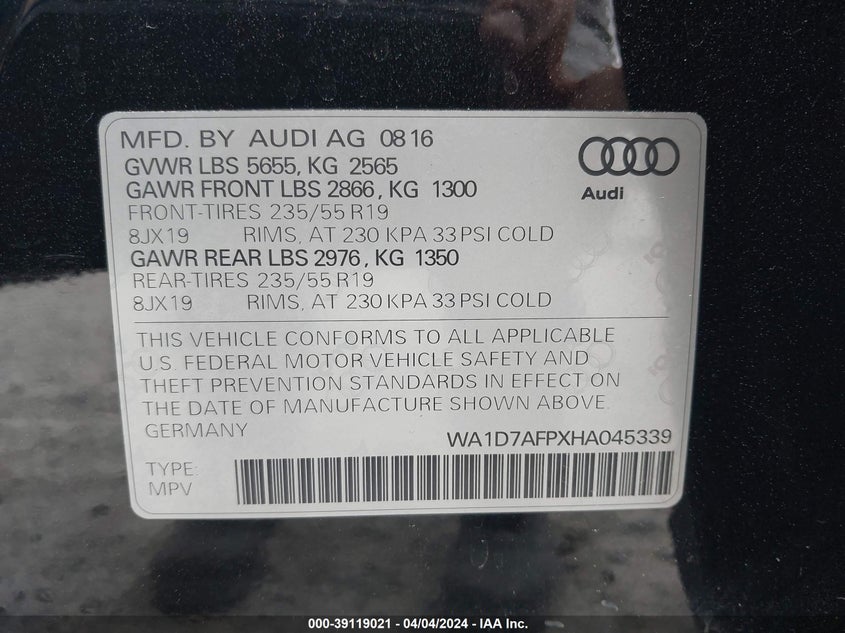 MFD. BY AUDI AG 08 16
GVWR LBS 5655, KG 2565
GAWR FRONT LBS 2866, KG 1300
FRONT-TIRES 235/55 R19
8JX19 RIMS, AT 230 KPA 33 PSI COLD
GAWR REAR LBS 2976, KG 1350
REAR-TIRES 235/55 R19
8JX19 RIMS, AT 230 KPA 33 PSI COLD
Audi
THIS VEHICLE CONFORMS TO ALL APPLICABLE
U.S. FEDERAL MOTOR VEHICLE SAFETY AND
THEFT PREVENTION STANDARDS IN EFFECT ON
THE DATE OF MANUFACTURE SHOWN ABOVE.
GERMANY WA1D7AFPXHA045339
TYPE:
MPV
000-39119021 - 04/04/2024 - IAA Inc.